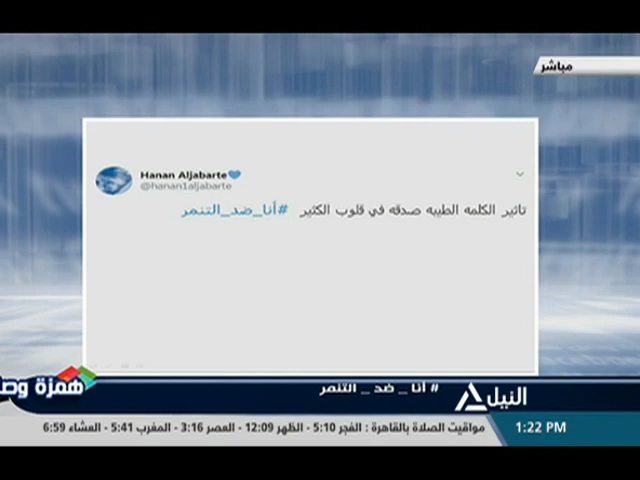 مباشر
Hanan Aljabarte
@hanan1aljabarte
تاثير الكلمه الطيبه صدقه في قلوب الكثير #أنا_ضد_التنمر
همزة وصل
# أنا _ ضد _ التنمر
النيل
مواقيت الصلاة بالقاهرة : الفجر 5:10 - الظهر 12:09 - العصر 3:16 - المغرب 5:41 - العشاء 6:59
1:22 PM